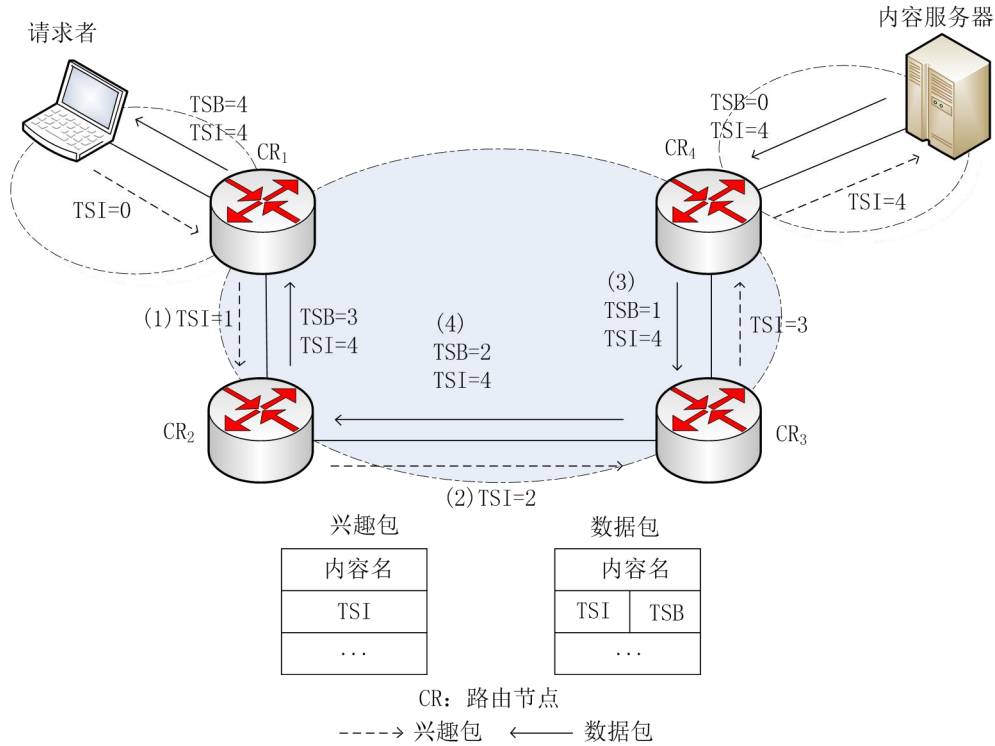 请求者
内容服务器
TSB=4
TSI=4
TSB=0
TSI=4
CR₁
CR₄
TSI=0
TSI=4
(1)TSI=1
TSB=3
TSI=4
(4)
TSB=2
TSI=4
(3)
TSB=1
TSI=4
TSI=3
CR₂
CR₃
(2)TSI=2
兴趣包
数据包
内容名
内容名
TSI
TSI TSB
...
...
CR: 路由节点
兴趣包 数据包